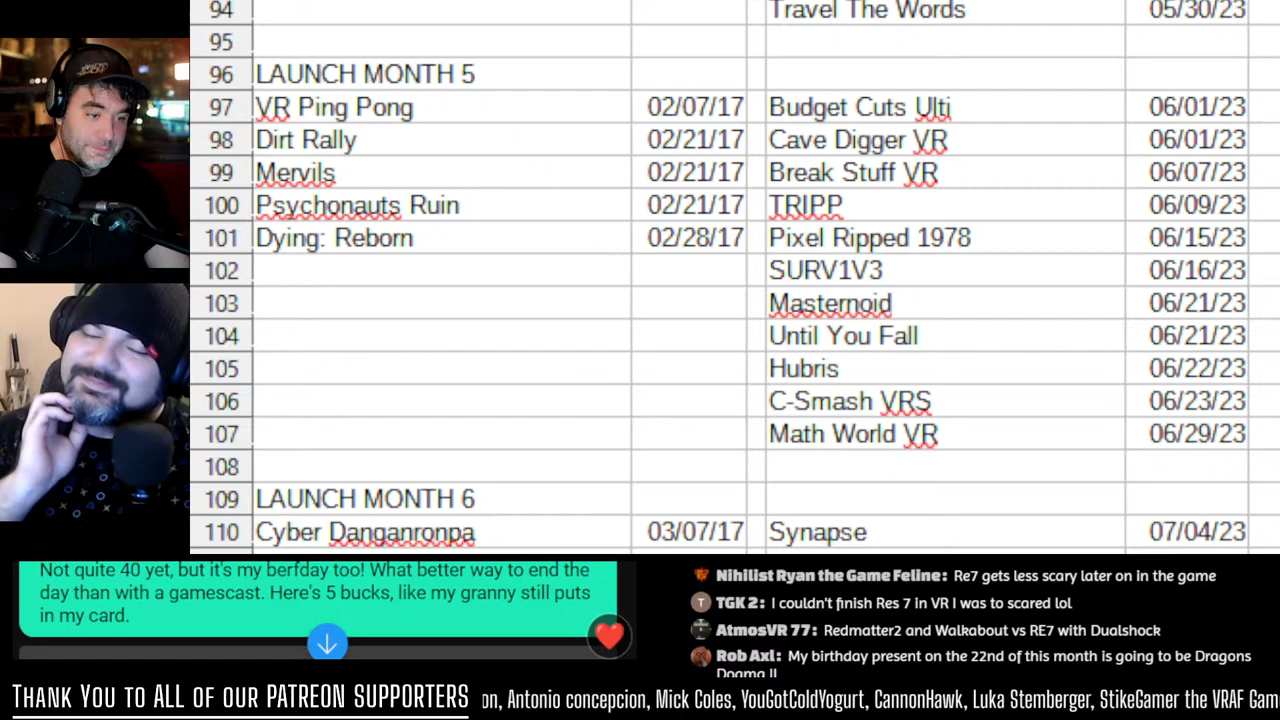 94 Travel The Words 05/30/23
95
96 LAUNCH MONTH 5
97 VR Ping Pong 02/07/17 Budget Cuts Ulti 06/01/23
98 Dirt Rally 02/21/17 Cave Digger VR 06/01/23
99 Mervils 02/21/17 Break Stuff VR 06/07/23
100 Psychonauts Ruin 02/21/17 TRIPP 06/09/23
101 Dying: Reborn 02/28/17 Pixel Ripped 1978 06/15/23
102 SURV1V3 06/16/23
103 Masternoid 06/21/23
104 Until You Fall 06/21/23
105 Hubris 06/22/23
106 C-Smash VRS 06/23/23
107 Math World VR 06/29/23
108
109 LAUNCH MONTH 6
110 Cyber Danganronpa 03/07/17 Synapse 07/04/23
Not quite 40 yet, but it's my berfday too! What better way to end the
day than with a gamescast. Here's 5 bucks, like my granny still puts
in my card.
Nihilist Ryan the Game Feline: Re7 gets less scary later on in the game
TGK 2: I couldn't finish Res 7 in VR I was to scared lol
AtmosVR 77: Redmatter2 and Walkabout vs RE7 with Dualshock
Rob Axl: My birthday present on the 22nd of this month is going to be Dragons
Dogma II
THANK YOU TO ALL OF OUR PATREON SUPPORTERS
on, Antonio concepcion, Mick Coles, YouGotColdYogurt, CannonHawk, Luka Stemberger, StikeGamer the VRAF Gam